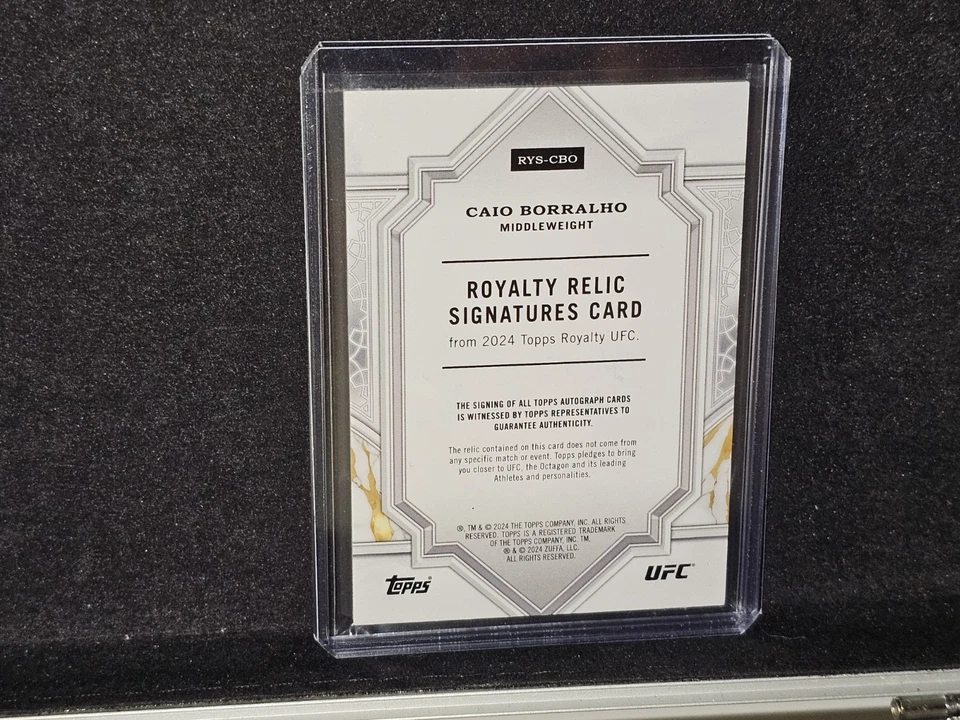 RYS-CBO
CAIO BORRALHO
MIDDLEWEIGHT
ROYALTY RELIC
SIGNATURES CARD
from 2024 Topps Royalty UFC.
THE SIGNING OF ALL TOPPS AUTOGRAPH CARDS
IS WITNESSED BY TOPPS REPRESENTATIVES TO
GUARANTEE AUTHENTICITY.
The relic contained on this card does not come from
any specific match or event. Topps pledges to bring
you closer to UFC, the Octagon and its leading
Athletes and personalities.
®, TM & © 2024 THE TOPPS COMPANY, INC. ALL RIGHTS
RESERVED. TOPPS IS A REGISTERED TRADEMARK
OF THE TOPPS COMPANY, INC. TM,
® & © 2024 ZUFFA, LLC.
ALL RIGHTS RESERVED.
topps®
UFC®